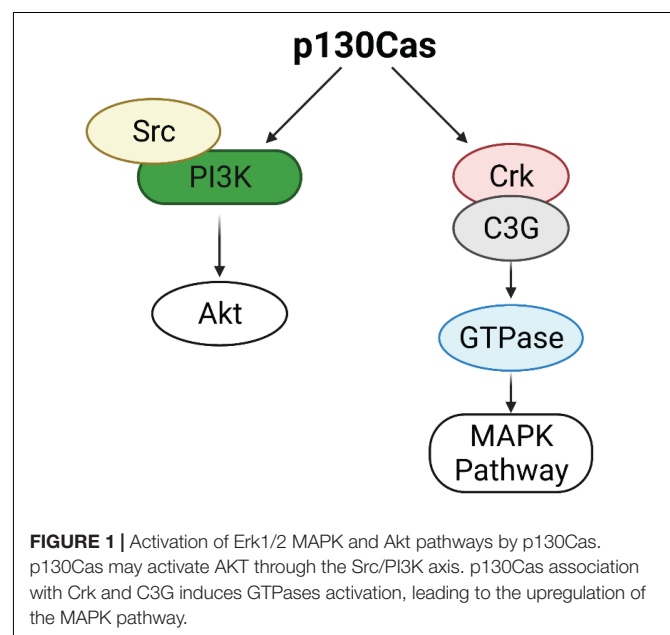 p130Cas
Src
PI3K
Akt
Crk
C3G
GTPase
MAPK
Pathway
FIGURE 1 | Activation of Erk1/2 MAPK and Akt pathways by p130Cas.
p130Cas may activate AKT through the Src/PI3K axis. p130Cas association
with Crk and C3G induces GTPases activation, leading to the upregulation of
the MAPK pathway.